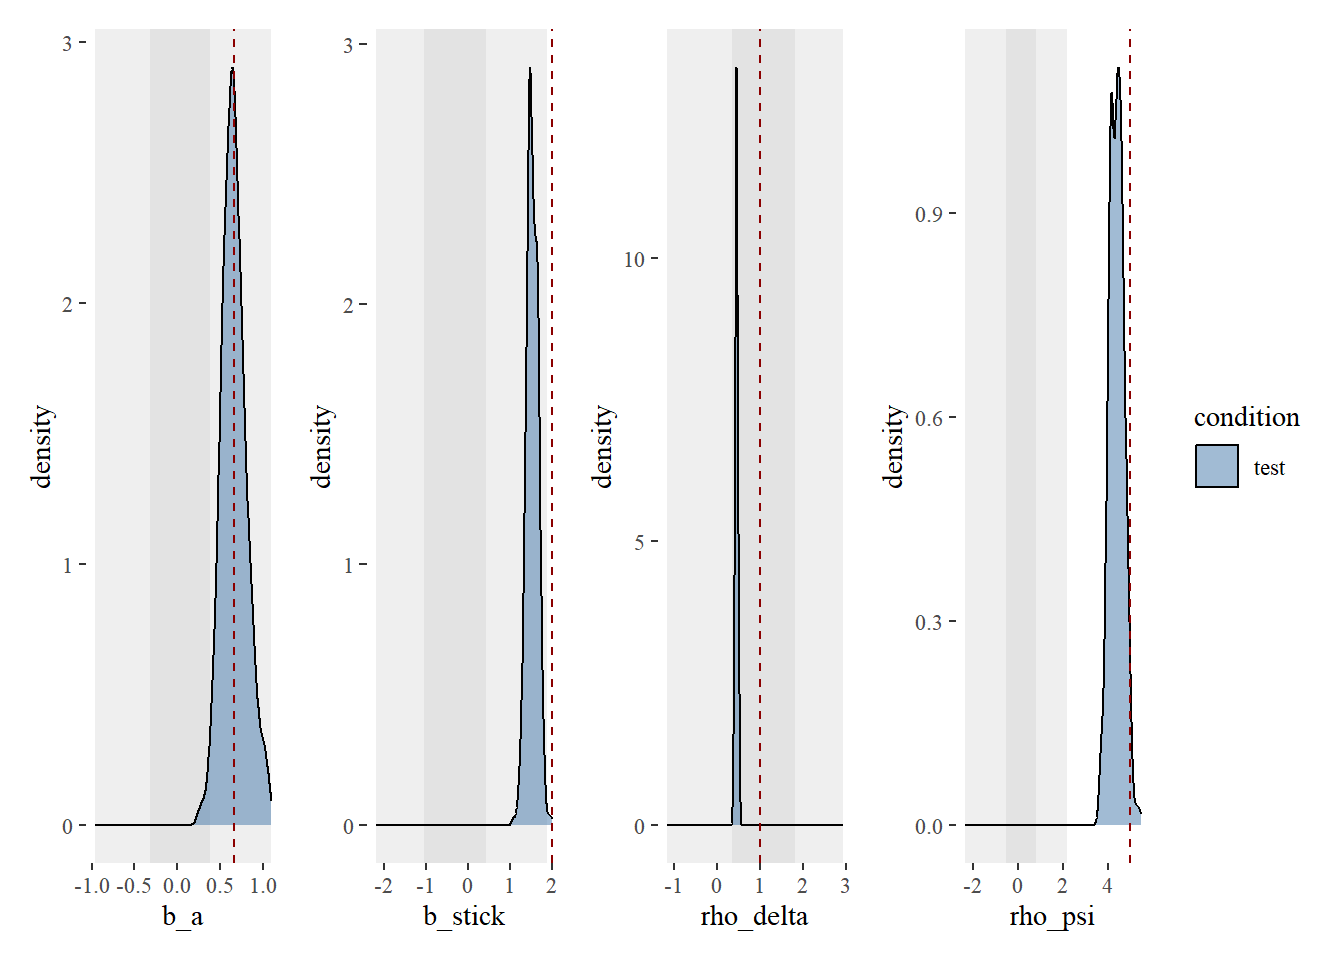 density
3
2
1
0
-1.0 -0.5 0.0 0.5 1.0
b_a
density
3
2
1
0
-2 -1 0 1 2
b_stick
density
10
5
0
-1 0 1 2 3
rho_delta
density
0.9
0.6
0.3
0.0
-2 0 2 4
rho_psi
condition
test